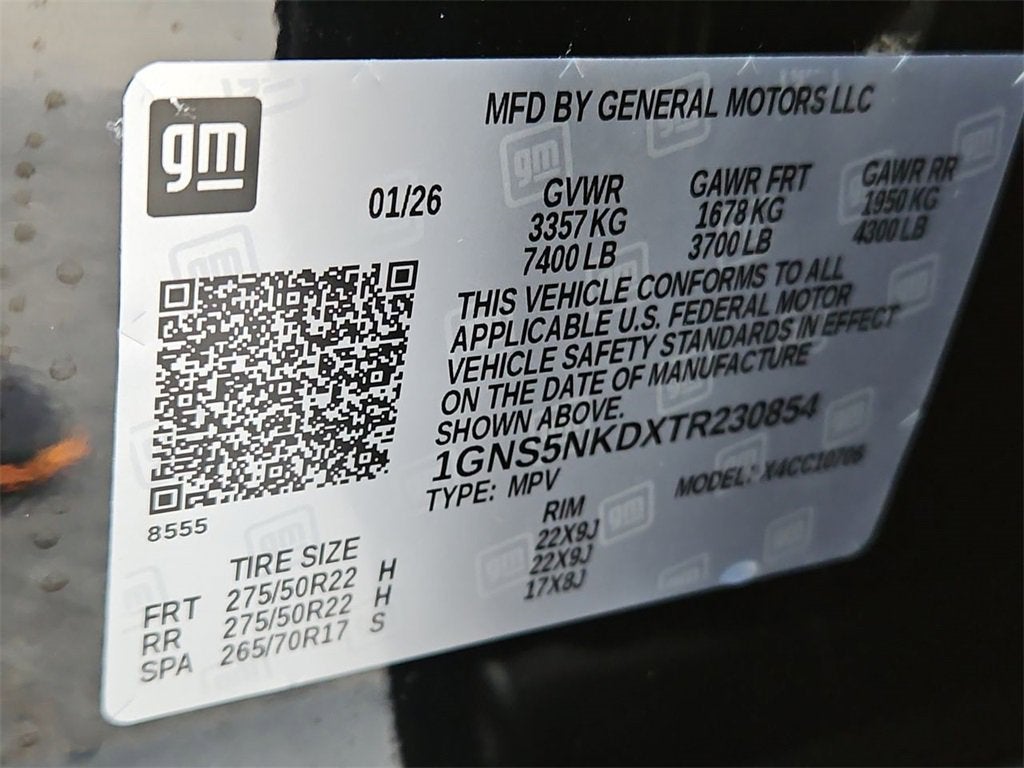 gm
MFD BY GENERAL MOTORS LLC
01/26
GVWR GAWR FRT GAWR RR
3357 KG 1678 KG 1950 KG
7400 LB 3700 LB 4300 LB
THIS VEHICLE CONFORMS TO ALL
APPLICABLE U.S. FEDERAL MOTOR
VEHICLE SAFETY STANDARDS IN EFFECT
ON THE DATE OF MANUFACTURE
SHOWN ABOVE.
1GNS5NKDXTR230854
TYPE: MPV MODEL: X4CC10706
8555
TIRE SIZE RIM
FRT 275/50R22 H 22X9J
RR 275/50R22 H 22X9J
SPA 265/70R17 S 17X8J